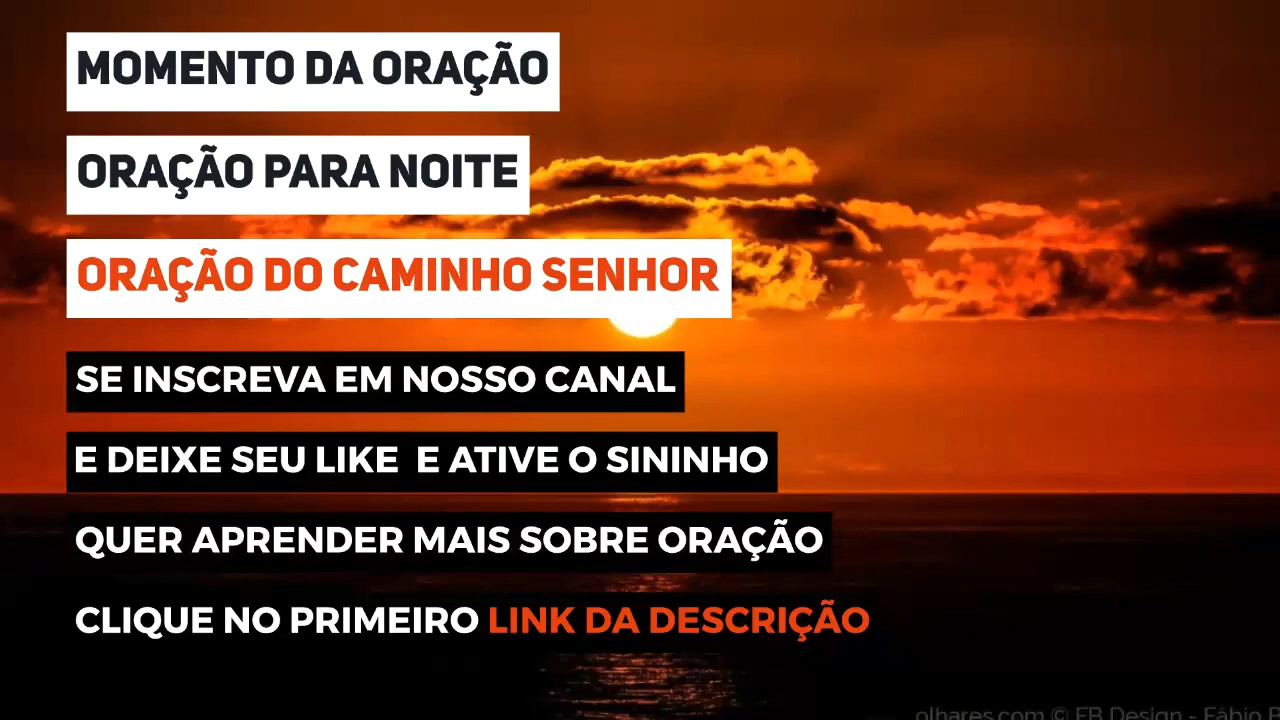 MOMENTO DA ORAÇÃO
ORAÇÃO PARA NOITE
ORAÇÃO DO CAMINHO SENHOR
SE INSCREVA EM NOSSO CANAL
E DEIXE SEU LIKE E ATIVE O SININHO
QUER APRENDER MAIS SOBRE ORAÇÃO
CLIQUE NO PRIMEIRO LINK DA DESCRIÇÃO
olhares.com © FB Design - Fábio